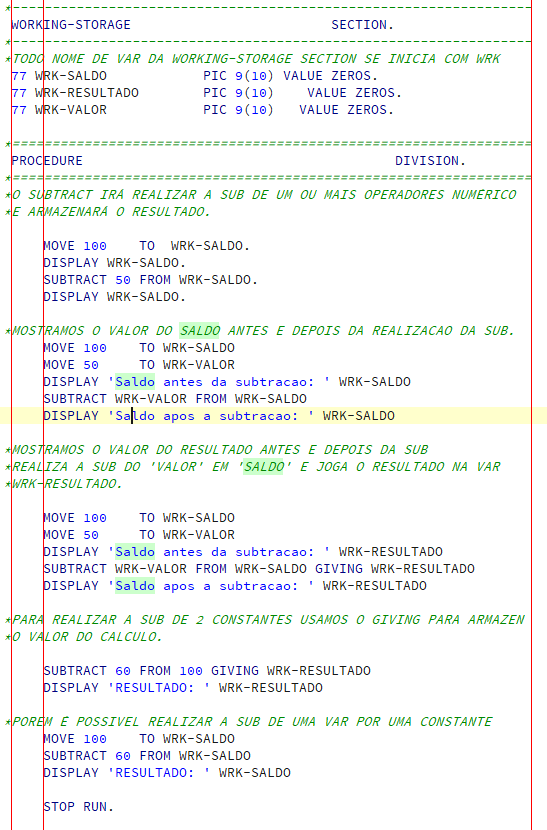 *-----------------------------------------------------------------
WORKING-STORAGE                         SECTION.
*-----------------------------------------------------------------
*TODO NOME DE VAR DA WORKING-STORAGE SECTION SE INICIA COM WRK
77 WRK-SALDO            PIC 9(10) VALUE ZEROS.
77 WRK-RESULTADO        PIC 9(10)    VALUE ZEROS.
77 WRK-VALOR            PIC 9(10)   VALUE ZEROS.
*=================================================================
PROCEDURE                                       DIVISION.
*=================================================================
*O SUBTRACT IRÁ REALIZAR A SUB DE UM OU MAIS OPERADORES NUMÉRICO
*E ARMAZENARÁ O RESULTADO.
MOVE 100    TO  WRK-SALDO.
DISPLAY WRK-SALDO.
SUBTRACT 50 FROM WRK-SALDO.
DISPLAY WRK-SALDO.
*MOSTRAMOS O VALOR DO SALDO ANTES E DEPOIS DA REALIZACAO DA SUB.
MOVE 100    TO WRK-SALDO
MOVE 50     TO WRK-VALOR
DISPLAY 'Saldo antes da subtracao: ' WRK-SALDO
SUBTRACT WRK-VALOR FROM WRK-SALDO
DISPLAY 'Saldo apos a subtracao: ' WRK-SALDO
*MOSTRAMOS O VALOR DO RESULTADO ANTES E DEPOIS DA SUB
*REALIZA A SUB DO 'VALOR' EM 'SALDO' E JOGA O RESULTADO NA VAR
*WRK-RESULTADO.
MOVE 100    TO WRK-SALDO
MOVE 50     TO WRK-VALOR
DISPLAY 'Saldo antes da subtracao: ' WRK-RESULTADO
SUBTRACT WRK-VALOR FROM WRK-SALDO GIVING WRK-RESULTADO
DISPLAY 'Saldo apos a subtracao: ' WRK-RESULTADO
*PARA REALIZAR A SUB DE 2 CONSTANTES USAMOS O GIVING PARA ARMAZEN
*O VALOR DO CALCULO.
SUBTRACT 60 FROM 100 GIVING WRK-RESULTADO
DISPLAY 'RESULTADO: ' WRK-RESULTADO
*POREM É POSSIVEL REALIZAR A SUB DE UMA VAR POR UMA CONSTANTE
MOVE 100    TO WRK-SALDO
SUBTRACT 60 FROM WRK-SALDO
DISPLAY 'RESULTADO: ' WRK-SALDO
STOP RUN.